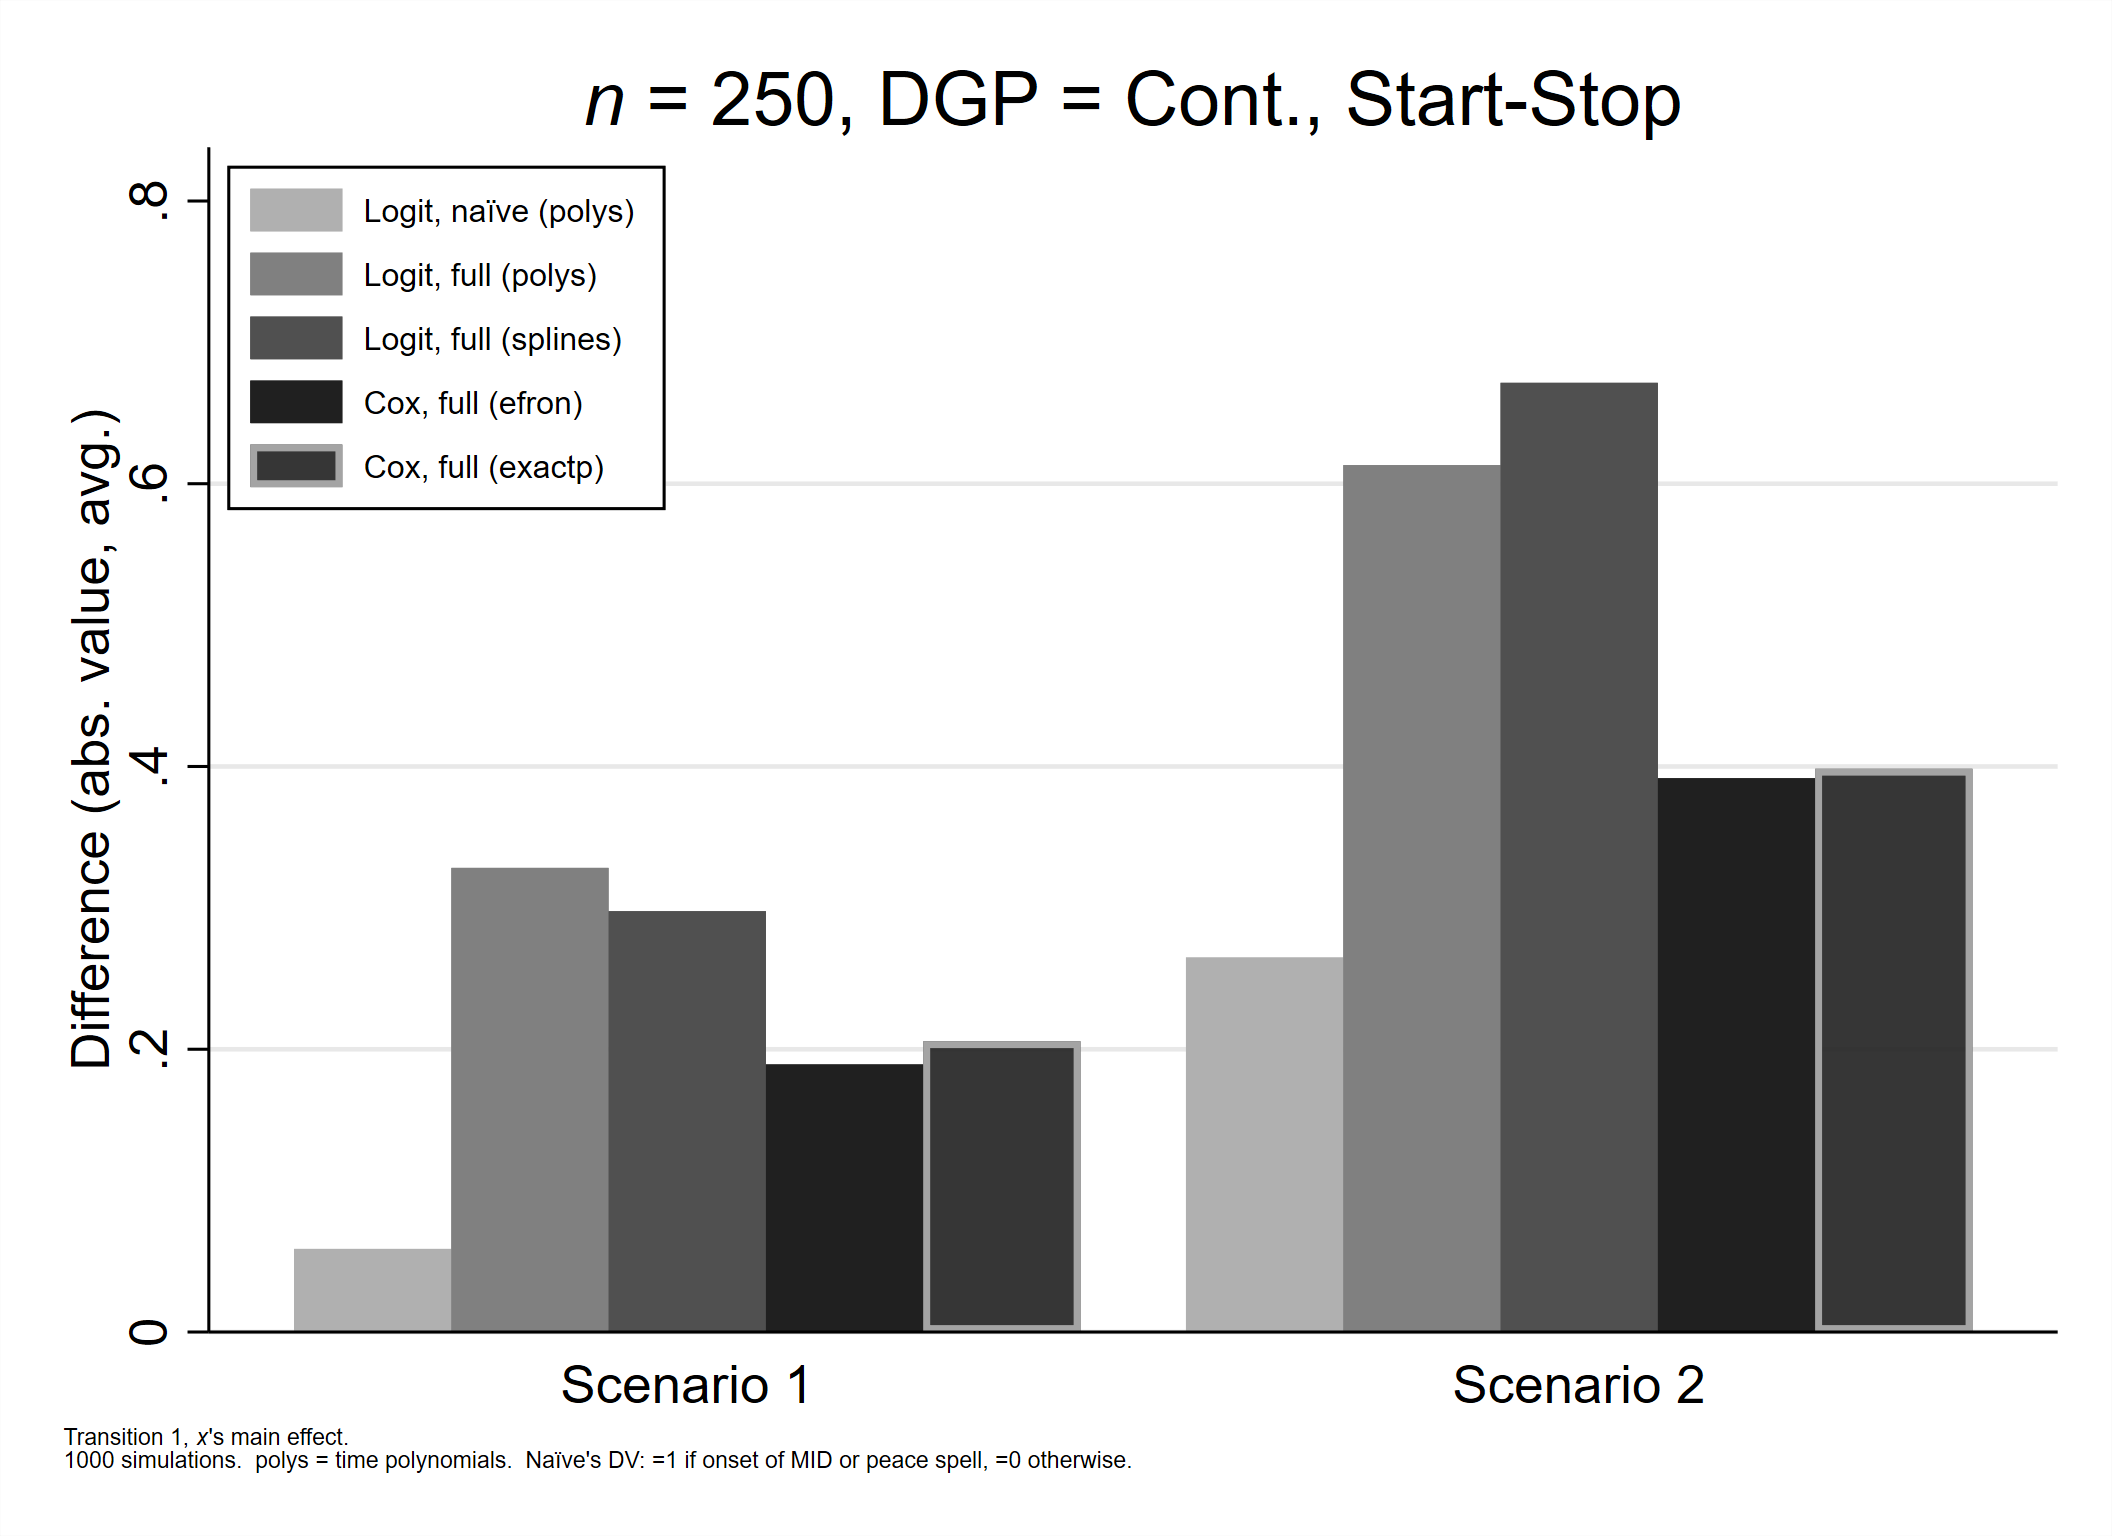 n = 250, DGP = Cont., Start-Stop
Logit, naïve (polys)
Logit, full (polys)
Logit, full (splines)
Cox, full (efron)
Cox, full (exactp)
Difference (abs. value, avg.)
.8
.6
.4
.2
0
Scenario 1
Scenario 2
Transition 1, x's main effect.
1000 simulations.  polys = time polynomials.  Naïve's DV: =1 if onset of MID or peace spell, =0 otherwise.